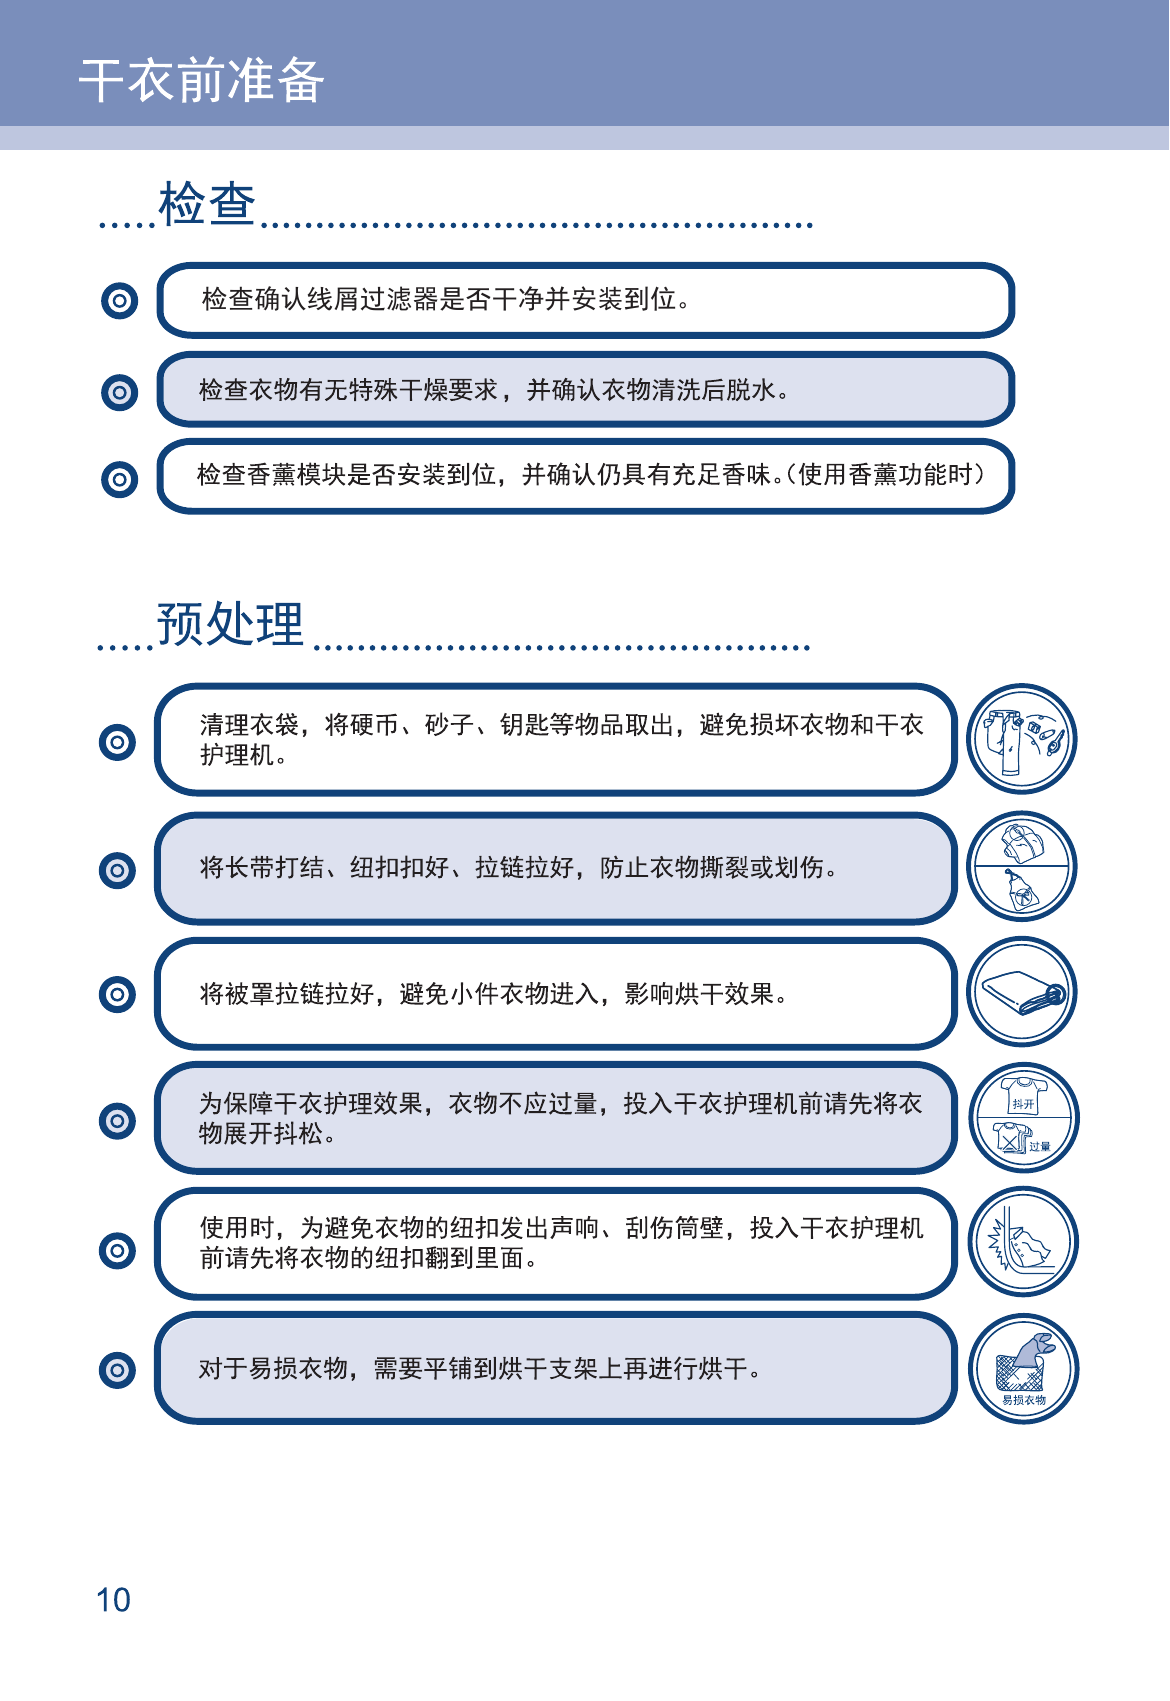 干衣前准备
检查
检查确认线屑过滤器是否干净并安装到位。
检查衣物有无特殊干燥要求，并确认衣物清洗后脱水。
检查香薰模块是否安装到位，并确认仍具有充足香味。（使用香薰功能时）
预处理
清理衣袋，将硬币、砂子、钥匙等物品取出，避免损坏衣物和干衣
护理机。
将长带打结、纽扣扣好、拉链拉好，防止衣物撕裂或划伤。
将被罩拉链拉好，避免小件衣物进入，影响烘干效果。
为保障干衣护理效果，衣物不应过量，投入干衣护理机前请先将衣
物展开抖松。
抖开
过量
使用时，为避免衣物的纽扣发出声响、刮伤筒壁，投入干衣护理机
前请先将衣物的纽扣翻到里面。
对于易损衣物，需要平铺到烘干支架上再进行烘干。
易损衣物
10